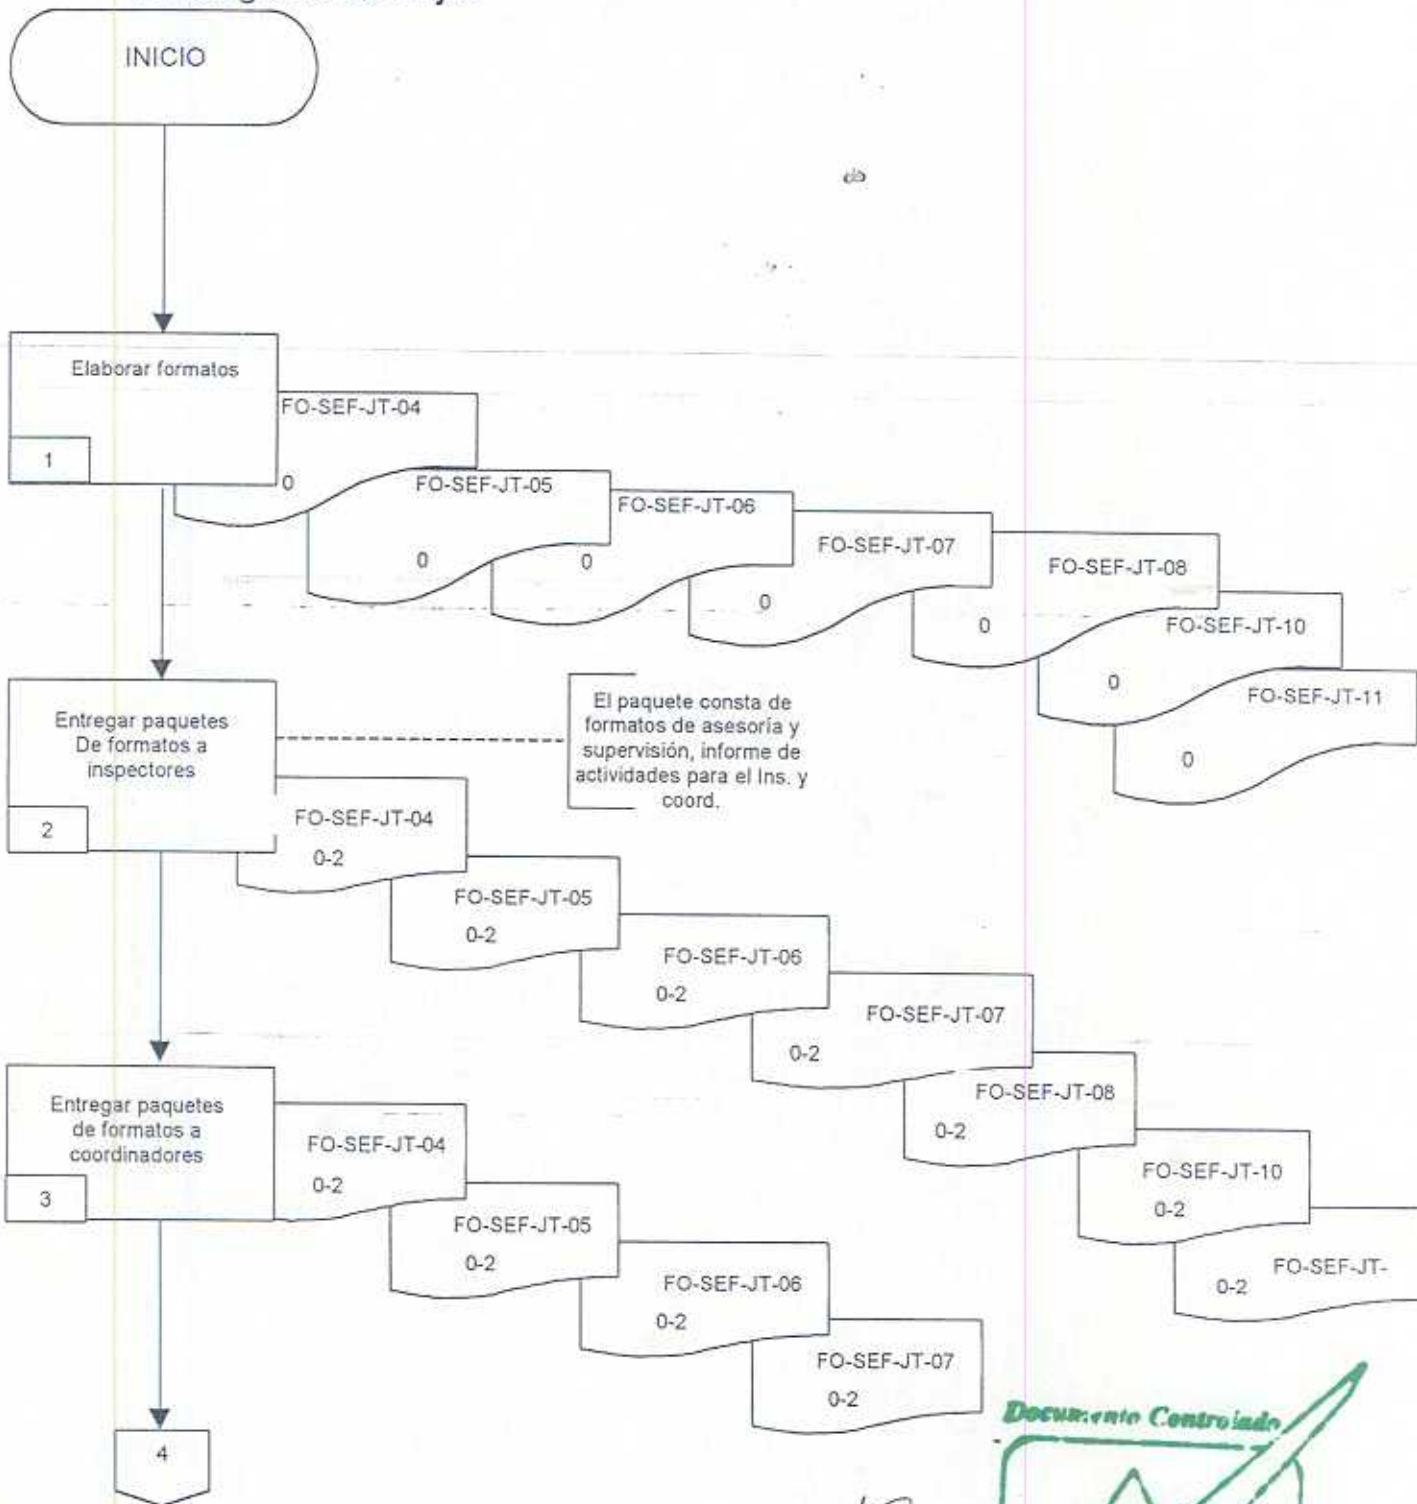 INICIO
Elaborar formatos
1
FO-SEF-JT-04
0
FO-SEF-JT-05
0
FO-SEF-JT-06
0
FO-SEF-JT-07
0
FO-SEF-JT-08
0
FO-SEF-JT-10
0
FO-SEF-JT-11
0
Entregar paquetes
De formatos a
inspectores
2
El paquete consta de
formatos de asesoría y
supervisión, informe de
actividades para el Ins. y
coord.
FO-SEF-JT-04
0-2
FO-SEF-JT-05
0-2
FO-SEF-JT-06
0-2
FO-SEF-JT-07
0-2
FO-SEF-JT-08
0-2
FO-SEF-JT-10
0-2
FO-SEF-JT-
0-2
Entregar paquetes
de formatos a
coordinadores
3
FO-SEF-JT-04
0-2
FO-SEF-JT-05
0-2
FO-SEF-JT-06
0-2
FO-SEF-JT-07
0-2
4
Documento Controlado